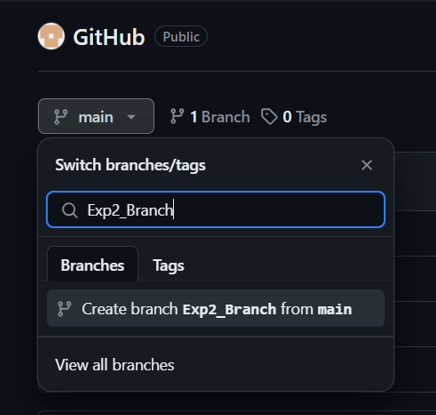 GitHub Public
main 1 Branch 0 Tags
Switch branches/tags
Exp2_Branch
Branches Tags
Create branch Exp2_Branch from main
View all branches